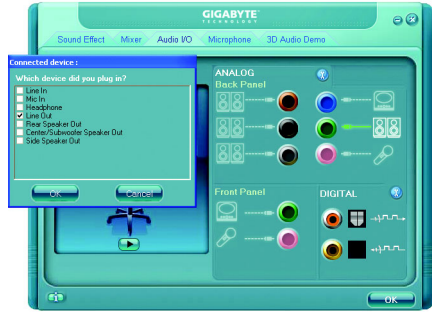 GIGABYTE
TECHNOLOGY
Sound Effect Mixer Audio I/O Microphone 3D Audio Demo
Connected device :
Which device did you plug in?
Line In
Mic In
Headphone
Line Out
Rear Speaker Out
Center/Subwoofer Speaker Out
Side Speaker Out
OK Cancel
ANALOG
Back Panel
Front Panel
DIGITAL
OK